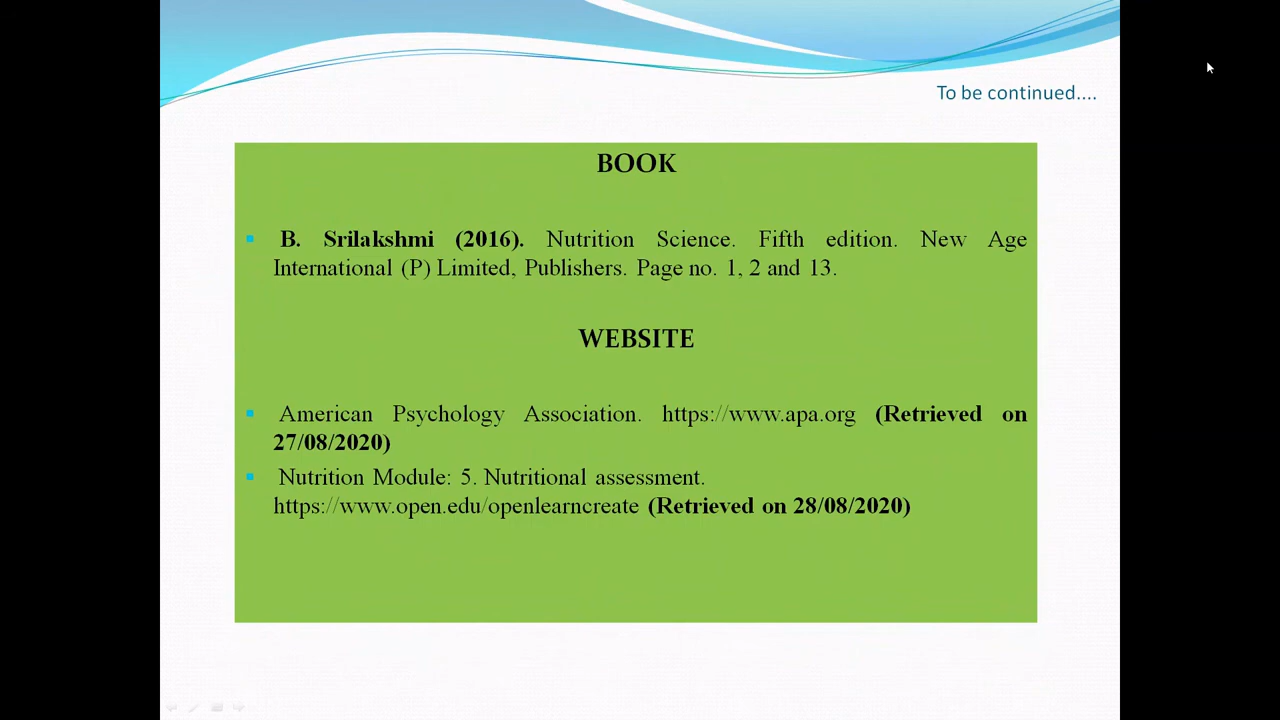 To be continued....
BOOK
▪ B. Srilakshmi (2016). Nutrition Science. Fifth edition. New Age
International (P) Limited, Publishers. Page no. 1, 2 and 13.
WEBSITE
▪ American Psychology Association. https://www.apa.org (Retrieved on
27/08/2020)
▪ Nutrition Module: 5. Nutritional assessment.
https://www.open.edu/openlearncreate (Retrieved on 28/08/2020)